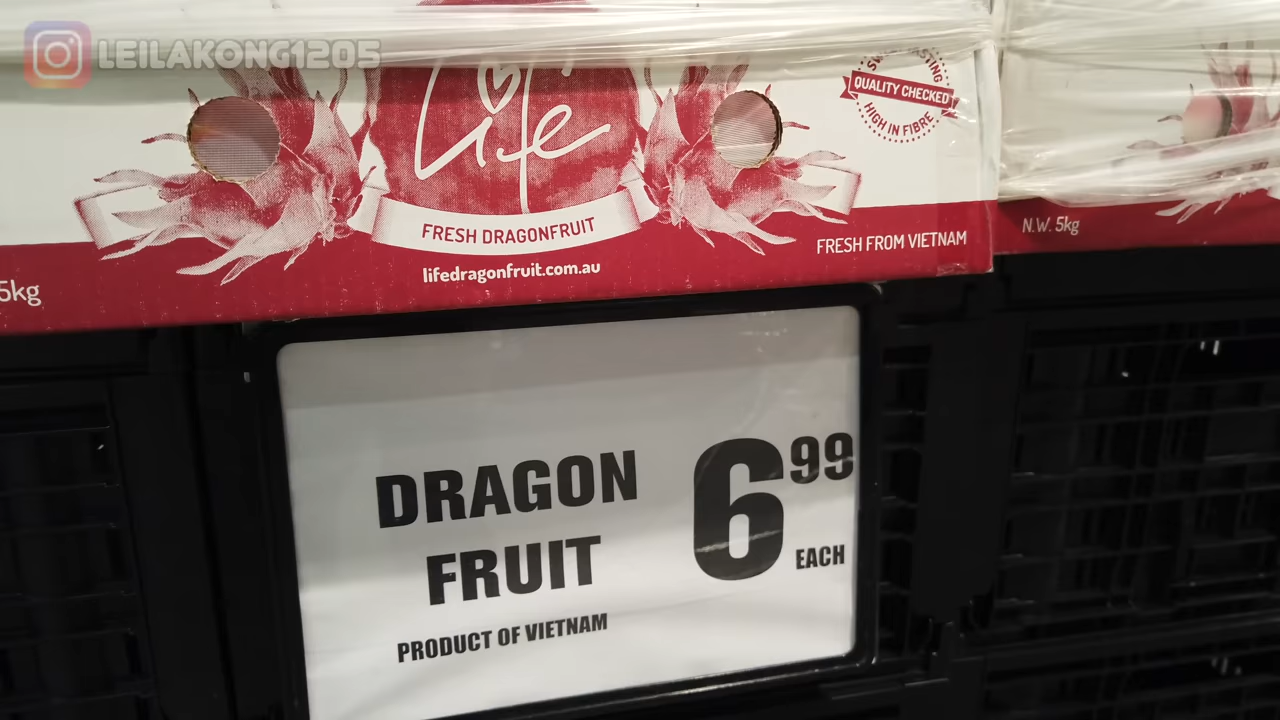 LEILAKONG1205
Life
FRESH DRAGONFRUIT
lifedragonfruit.com.au
TASTING
QUALITY CHECKED
HIGH IN FIBRE
FRESH FROM VIETNAM
5kg
N.W. 5kg
DRAGON
FRUIT
PRODUCT OF VIETNAM
6 99
EACH